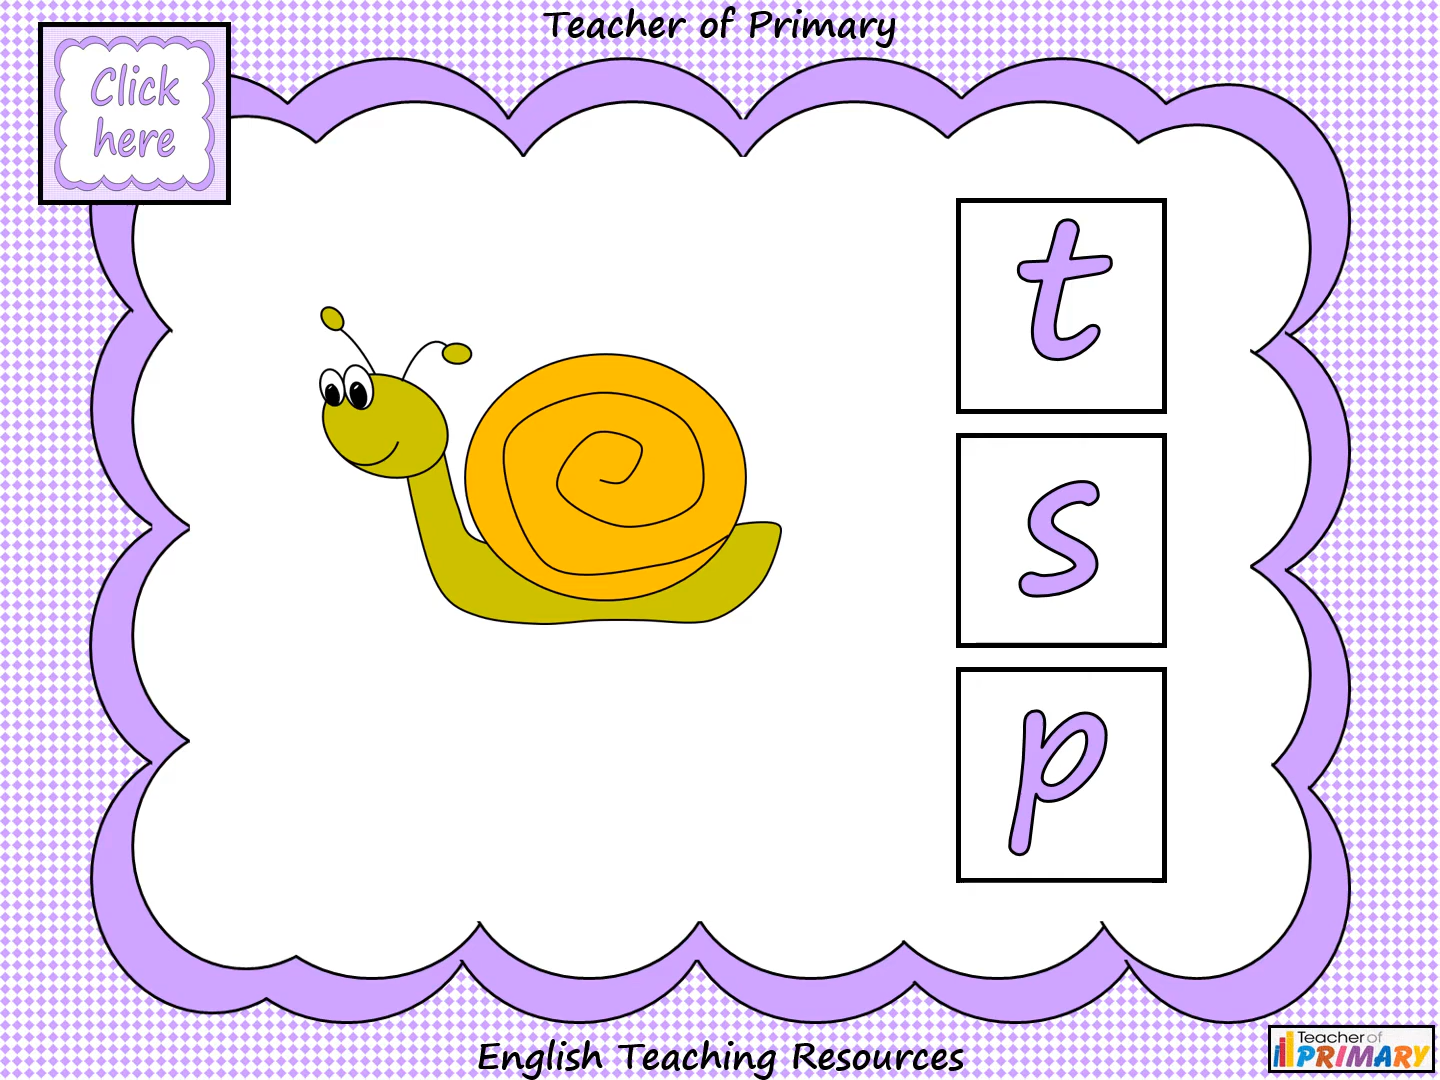 Teacher of Primary
Click
here
t
s
p
English Teaching Resources
Teacher of
PRIMARY